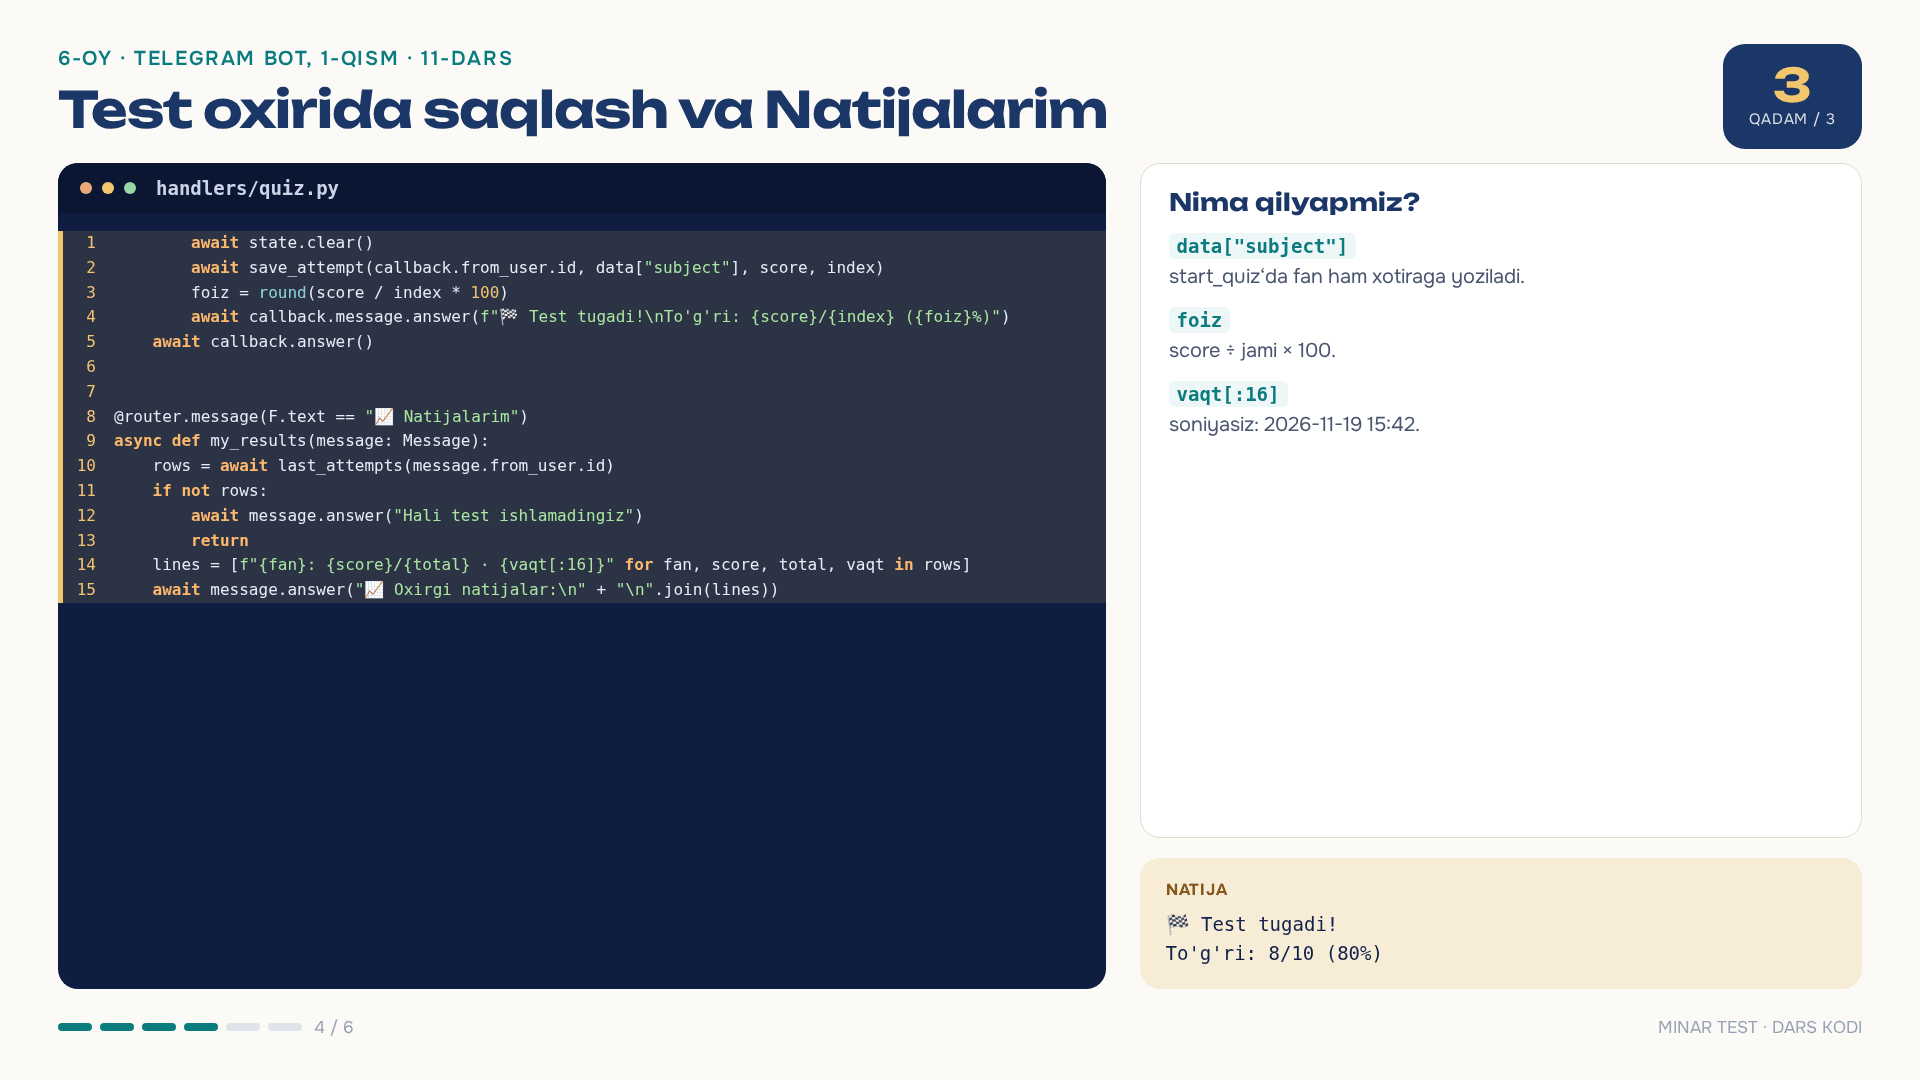 6-OY · TELEGRAM BOT, 1-QISM · 11-DARS
Test oxirida saqlash va Natijalarim
3
QADAM / 3
handlers/quiz.py
1         await state.clear()
2         await save_attempt(callback.from_user.id, data["subject"], score, index)
3         foiz = round(score / index * 100)
4         await callback.message.answer(f"🏁 Test tugadi!\nTo'g'ri: {score}/{index} ({foiz}%)")
5     await callback.answer()
6
7
8 @router.message(F.text == "📈 Natijalarim")
9 async def my_results(message: Message):
10     rows = await last_attempts(message.from_user.id)
11     if not rows:
12         await message.answer("Hali test ishlamadingiz")
13         return
14     lines = [f"{fan}: {score}/{total} · {vaqt[:16]}" for fan, score, total, vaqt in rows]
15     await message.answer("📈 Oxirgi natijalar:\n" + "\n".join(lines))
Nima qilyapmiz?
data["subject"]
start_quiz‘da fan ham xotiraga yoziladi.
foiz
score ÷ jami × 100.
vaqt[:16]
soniyasiz: 2026-11-19 15:42.
NATIJA
🏁 Test tugadi!
To'g'ri: 8/10 (80%)
4 / 6
MINAR TEST · DARS KODI